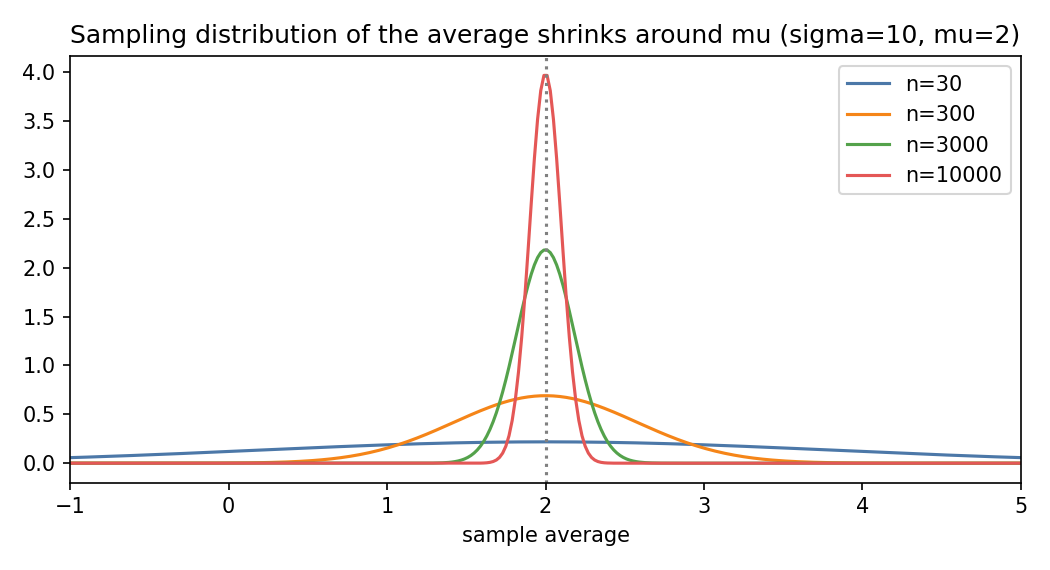 Sampling distribution of the average shrinks around mu (sigma=10, mu=2)
4.0
3.5
3.0
2.5
2.0
1.5
1.0
0.5
0.0
n=30
n=300
n=3000
n=10000
−1 0 1 2 3 4 5
sample average